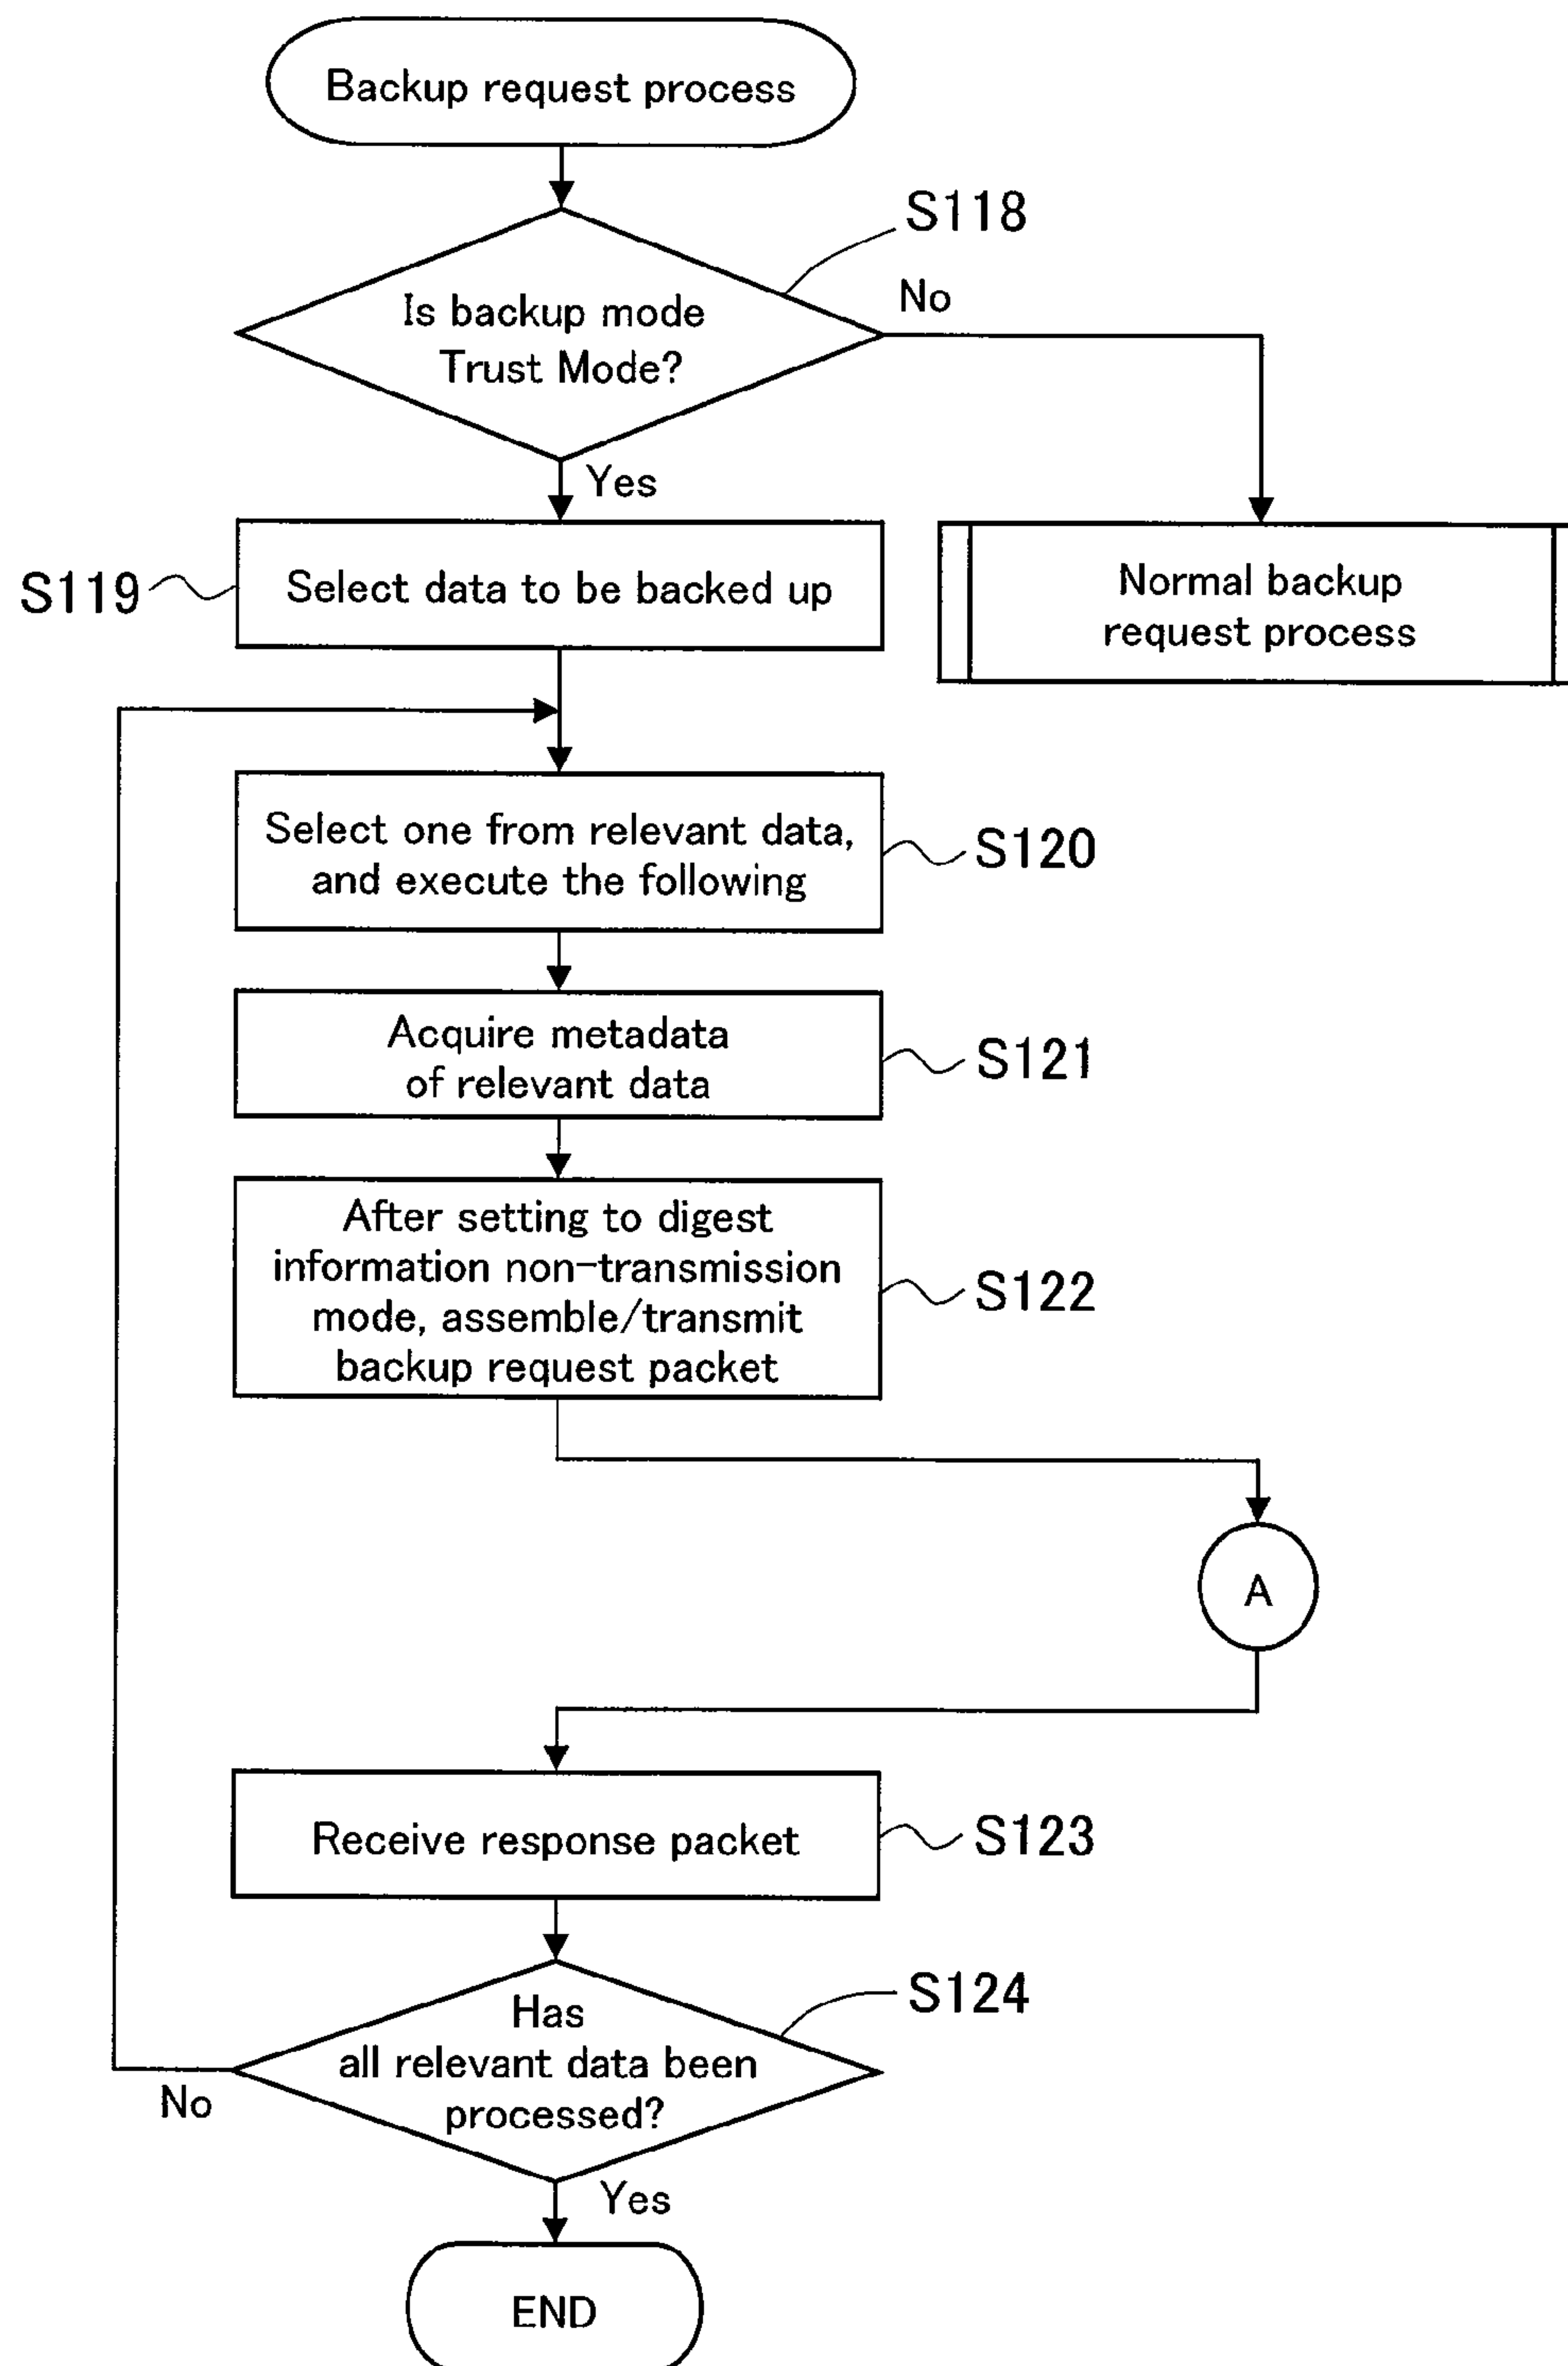 Backup request process
S118
Is backup mode
Trust Mode?
No
Yes
S119
Select data to be backed up
Normal backup
request process
Select one from relevant data,
and execute the following
S120
Acquire metadata
of relevant data
S121
After setting to digest
information non-transmission
mode, assemble/transmit
backup request packet
S122
A
Receive response packet
S123
S124
Has
all relevant data been
processed?
No
Yes
END